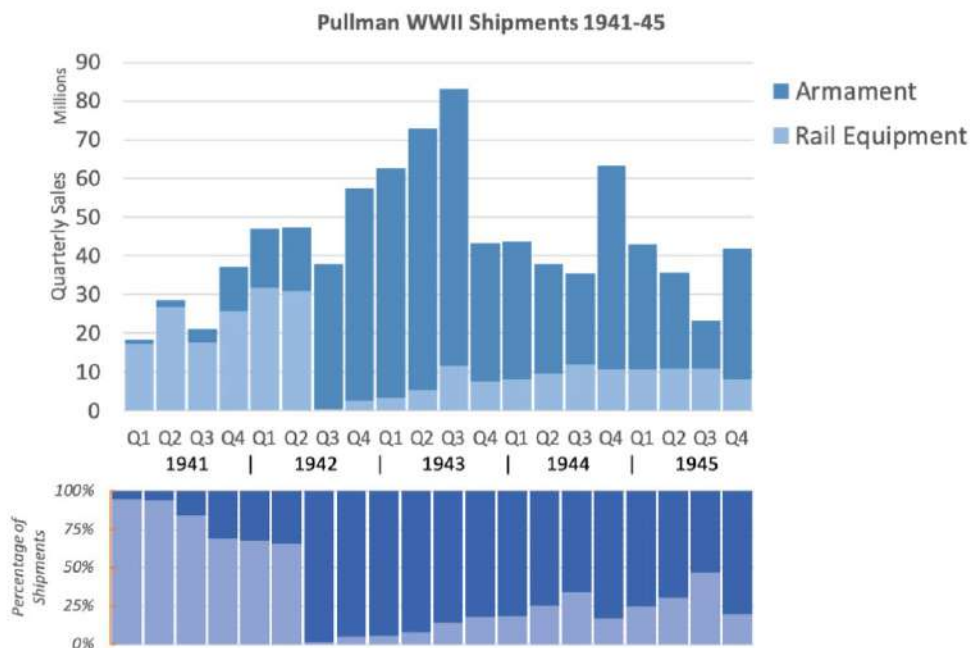 Pullman WWII Shipments 1941-45
Millions
Quarterly Sales
90
80
70
60
50
40
30
20
10
0
Armament
Rail Equipment
Q1 Q2 Q3 Q4 Q1 Q2 Q3 Q4 Q1 Q2 Q3 Q4 Q1 Q2 Q3 Q4 Q1 Q2 Q3 Q4
1941 | 1942 | 1943 | 1944 | 1945
Percentage of
Shipments
100%
75%
50%
25%
0%